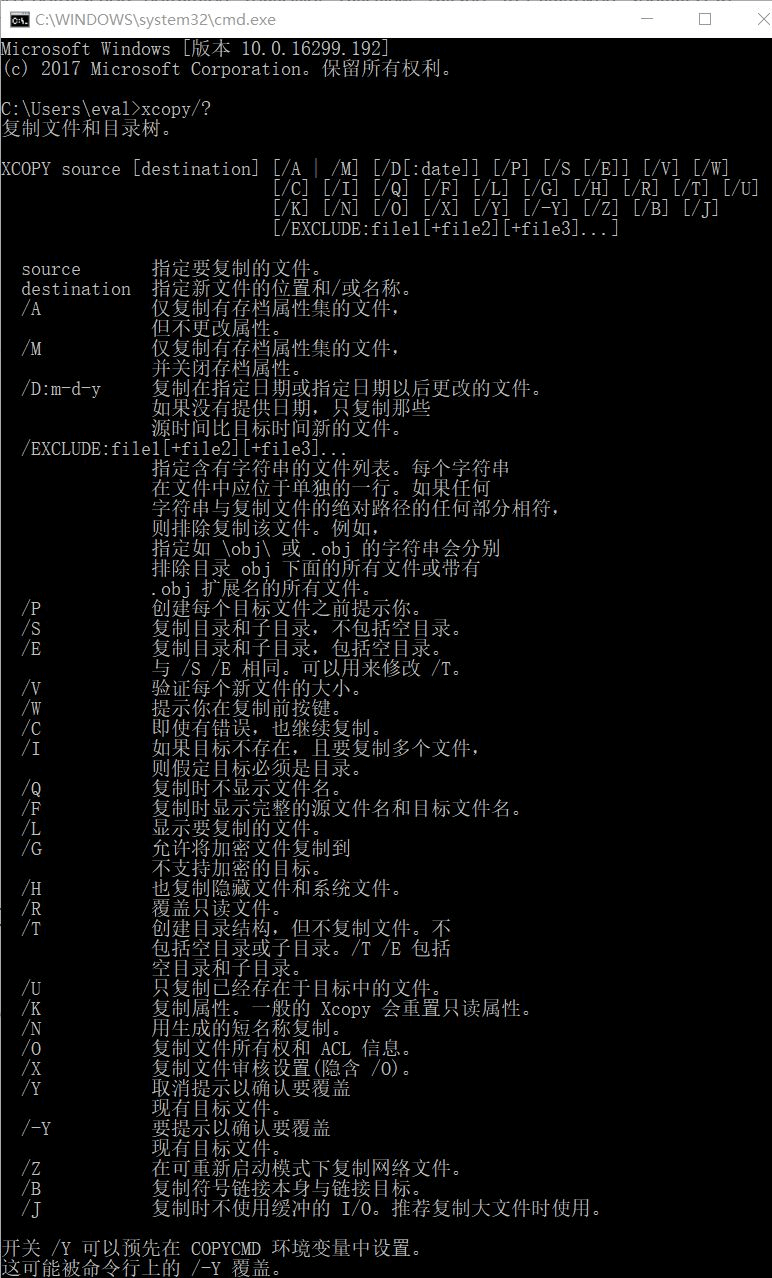 C:\WINDOWS\system32\cmd.exe
Microsoft Windows [版本 10.0.16299.192]
(c) 2017 Microsoft Corporation。保留所有权利。
C:\Users\eval>xcopy/?
复制文件和目录树。
XCOPY source [destination] [/A | /M] [/D[:date]] [/P] [/S [/E]] [/V] [/W]
[/C] [/I] [/Q] [/F] [/L] [/G] [/H] [/R] [/T] [/U]
[/K] [/N] [/O] [/X] [/Y] [/-Y] [/Z] [/B] [/J]
[/EXCLUDE:file1[+file2][+file3]...]
source 指定要复制的文件。
destination 指定新文件的位置和/或名称。
/A 仅复制有存档属性集的文件，
但不更改属性。
/M 仅复制有存档属性集的文件，
并关闭存档属性。
/D:m-d-y 复制在指定日期或指定日期以后更改的文件。
如果没有提供日期，只复制那些
源时间比目标时间新的文件。
/EXCLUDE:file1[+file2][+file3]...
指定含有字符串的文件列表。每个字符串
在文件中应位于单独的一行。如果任何
字符串与复制文件的绝对路径的任何部分相符，
则排除复制该文件。例如，
指定如 \obj\ 或 .obj 的字符串会分别
排除目录 obj 下面的所有文件或带有
.obj 扩展名的所有文件。
/P 创建每个目标文件之前提示你。
/S 复制目录和子目录，不包括空目录。
/E 复制目录和子目录，包括空目录。
与 /S /E 相同。可以用来修改 /T。
/V 验证每个新文件的大小。
/W 提示你在复制前按键。
/C 即使有错误，也继续复制。
/I 如果目标不存在，且要复制多个文件，
则假定目标必须是目录。
/Q 复制时不显示文件名。
/F 复制时显示完整的源文件名和目标文件名。
/L 显示要复制的文件。
/G 允许将加密文件复制到
不支持加密的目标。
/H 也复制隐藏文件和系统文件。
/R 覆盖只读文件。
/T 创建目录结构，但不复制文件。不
包括空目录或子目录。/T /E 包括
空目录和子目录。
/U 只复制已经存在于目标中的文件。
/K 复制属性。一般的 Xcopy 会重置只读属性。
/N 用生成的短名称复制。
/O 复制文件所有权和 ACL 信息。
/X 复制文件审核设置(隐含 /O)。
/Y 取消提示以确认要覆盖
现有目标文件。
/-Y 要提示以确认要覆盖
现有目标文件。
/Z 在可重新启动模式下复制网络文件。
/B 复制符号链接本身与链接目标。
/J 复制时不使用缓冲的 I/O。推荐复制大文件时使用。
开关 /Y 可以预先在 COPYCMD 环境变量中设置。
这可能被命令行上的 /-Y 覆盖。